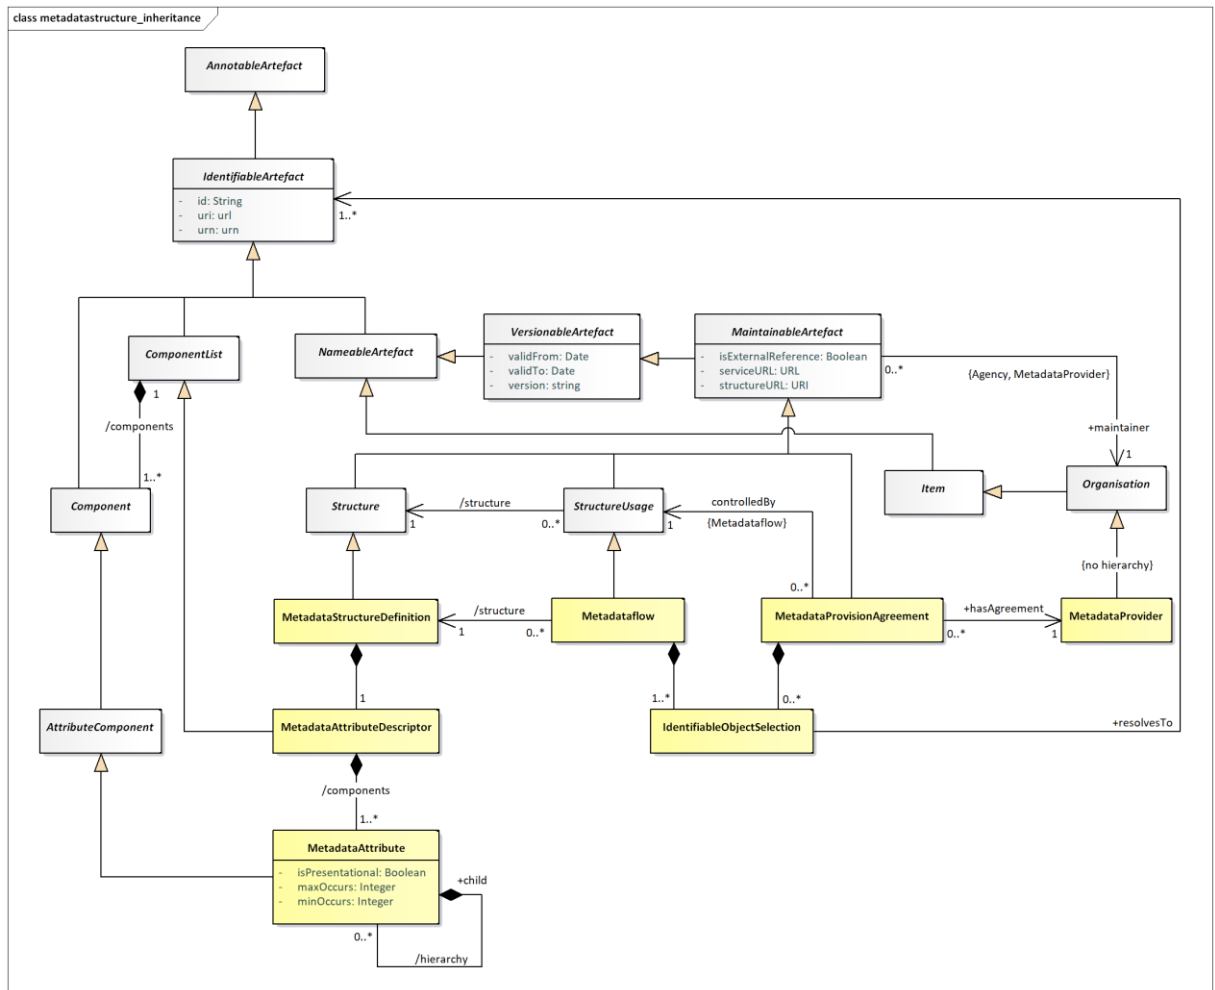 class metadatastructure_inheritance
AnnotableArtefact
IdentifiableArtefact
- id: String
- uri: url
- urn: urn
1..*
ComponentList
1
/components
1..*
NameableArtefact
VersionableArtefact
- validFrom: Date
- validTo: Date
- version: string
MaintainableArtefact
- isExternalReference: Boolean
- serviceURL: URL
- structureURL: URI
0..*
{Agency, MetadataProvider}
+maintainer
1
Component
Structure
1
/structure
0..*
StructureUsage
1
controlledBy
{Metadataflow}
0..*
Item
Organisation
{no hierarchy}
MetadataStructureDefinition
1
/structure
0..*
Metadataflow
MetadataProvisionAgreement
+hasAgreement
0..*
1
MetadataProvider
1
1..*
0..*
AttributeComponent
MetadataAttributeDescriptor
IdentifiableObjectSelection
+resolvesTo
/components
1..*
MetadataAttribute
- isPresentational: Boolean
- maxOccurs: Integer
- minOccurs: Integer
+child
0..*
/hierarchy